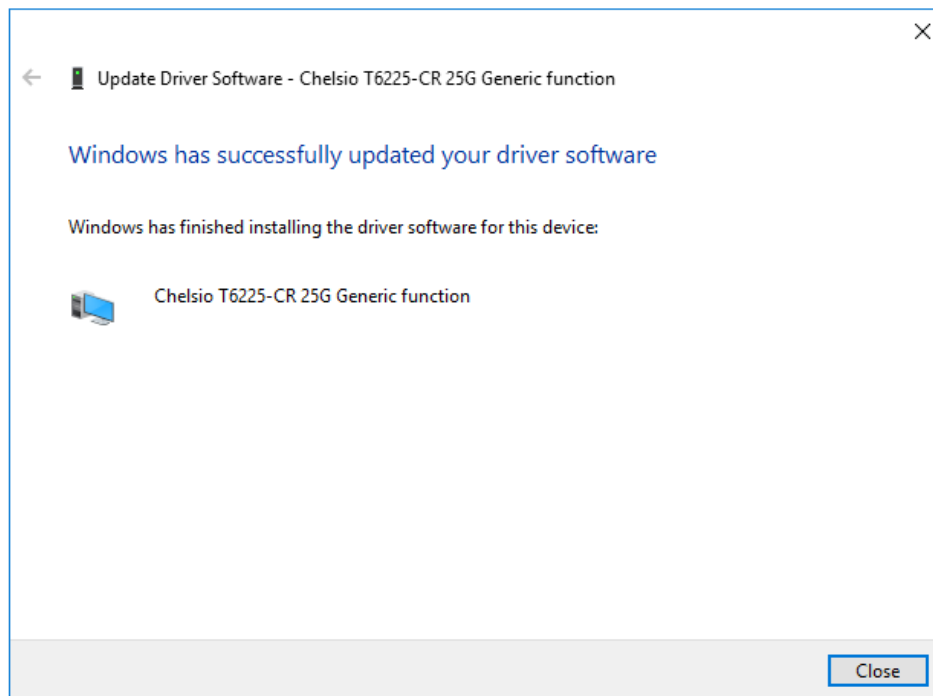 Update Driver Software - Chelsio T6225-CR 25G Generic function
Windows has successfully updated your driver software
Windows has finished installing the driver software for this device:
Chelsio T6225-CR 25G Generic function
Close